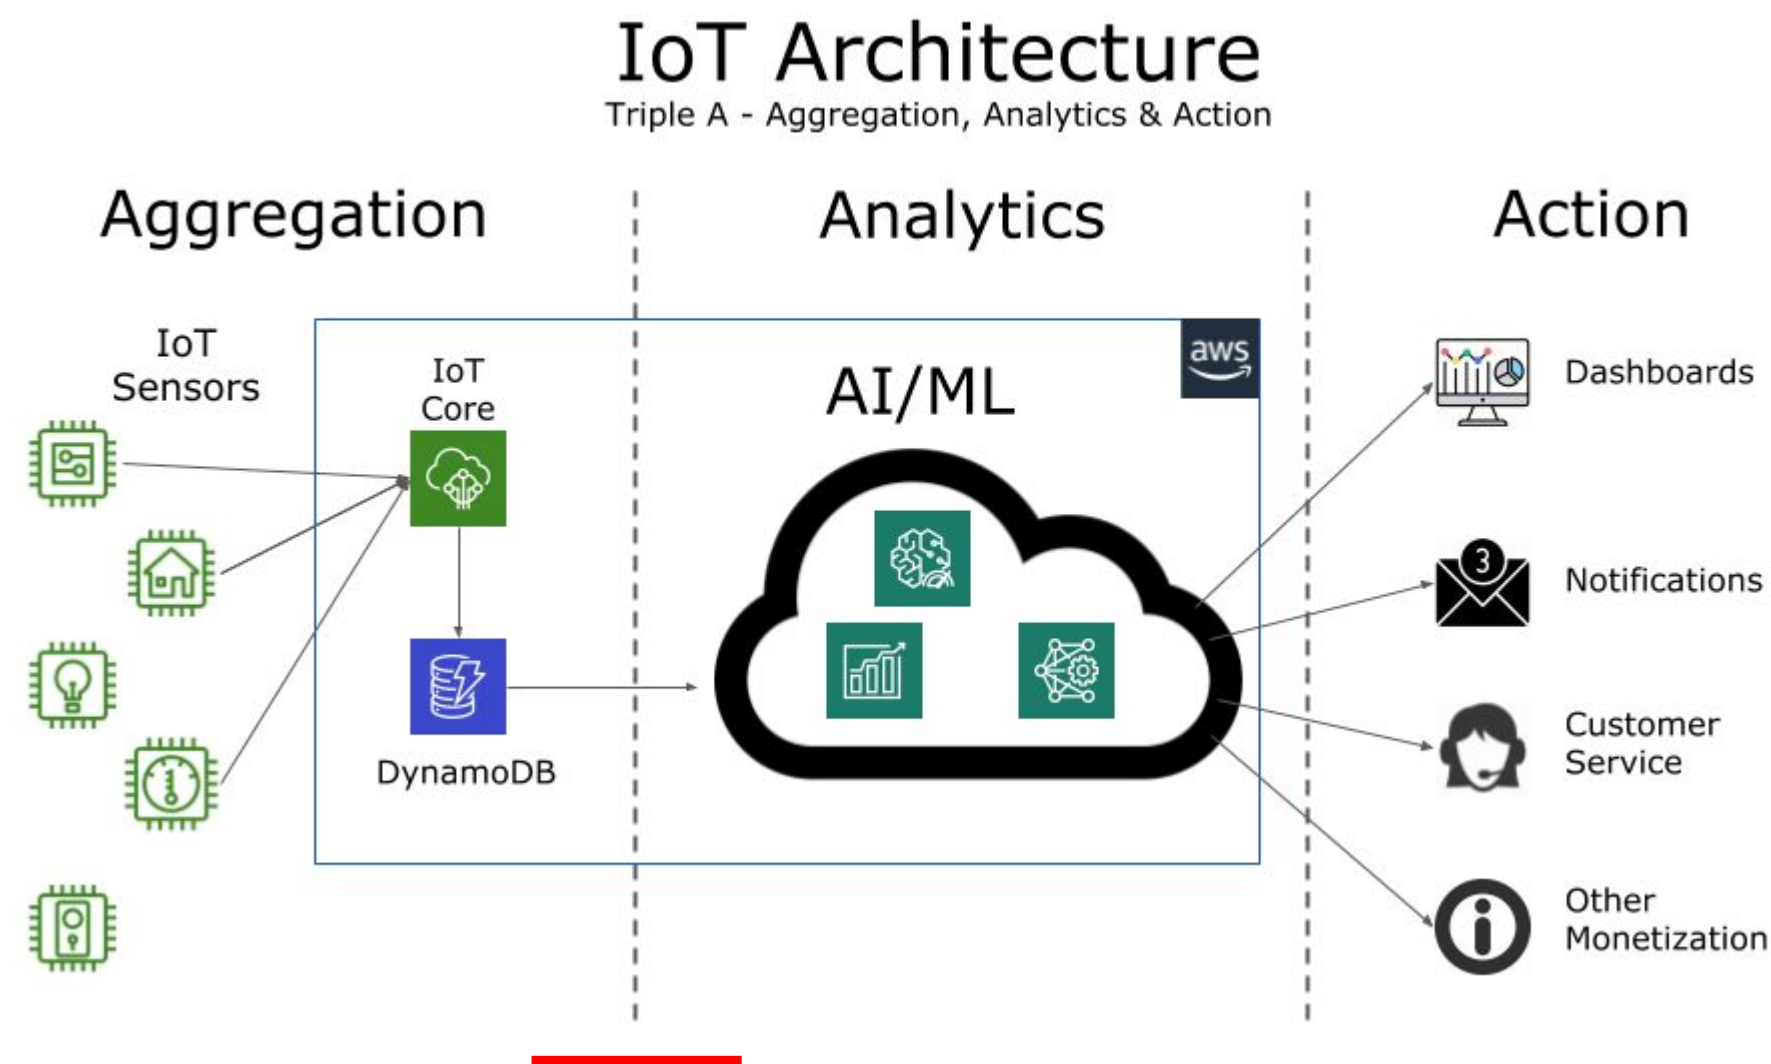 IoT Architecture
Triple A - Aggregation, Analytics & Action
Aggregation
Analytics
Action
IoT
Sensors
IoT
Core
DynamoDB
AI/ML
aws
Dashboards
3
Notifications
Customer
Service
Other
Monetization